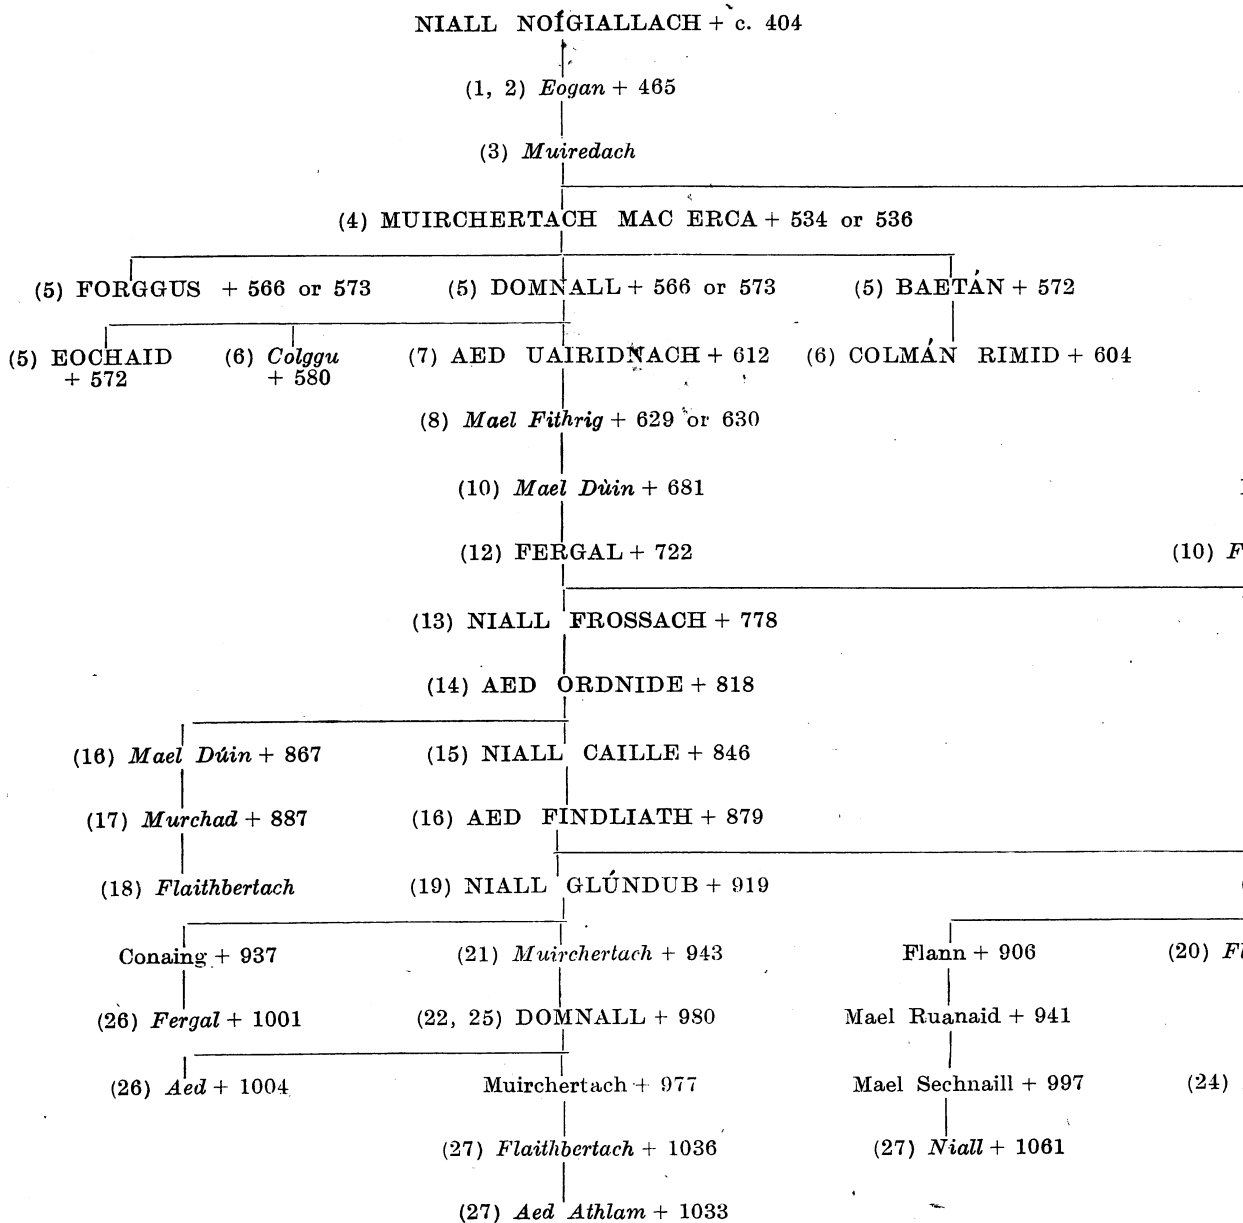 NIALL NOÍGIALLACH + c. 404
(1, 2) Eogan + 465
(3) Muiredach
(4) MUIRCHERTACH MAC ERCA + 534 or 536
(5) FORGGUS + 566 or 573 (5) DOMNALL + 566 or 573 (5) BAETÁN + 572
(5) EOCHAID (6) Colggu (7) AED UAIRIDNACH + 612 (6) COLMÁN RIMID + 604
+ 572 + 580
(8) Mael Fithrig + 629 or 630
(10) Mael Dùin + 681
(12) FERGAL + 722 (10) F
(13) NIALL FROSSACH + 778
(14) AED ORDNIDE + 818
(16) Mael Dúin + 867 (15) NIALL CAILLE + 846
(17) Murchad + 887 (16) AED FINDLIATH + 879
(18) Flaithbertach (19) NIALL GLÚNDUB + 919 (
Conaing + 937 (21) Muirchertach + 943 Flann + 906 (20) Fl
(26) Fergal + 1001 (22, 25) DOMNALL + 980 Mael Ruanaid + 941
(26) Aed + 1004 Muirchertach + 977 Mael Sechnaill + 997 (24)
(27) Flaithbertach + 1036 (27) Niall + 1061
(27) Aed Athlam + 1033